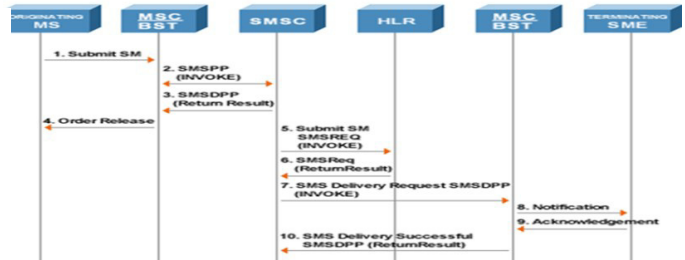 ORIGINATING
MS
MSC
BST
SMSC
HLR
MSC
BST
TERMINATING
SME
1. Submit SM
2. SMSPP
(INVOKE)
3. SMSDPP
(Return Result)
4. Order Release
5. Submit SM
SMSREQ
(INVOKE)
6. SMSReq
(ReturnResult)
7. SMS Delivery Request SMSDPP
(INVOKE)
8. Notification
9. Acknowledgement
10. SMS Delivery Successful
SMSDPP (ReturnResult)